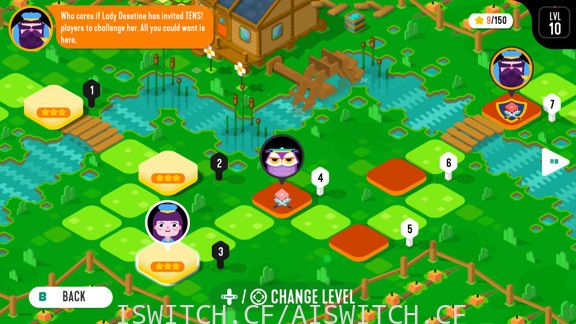 Who cares if Lady Desetine has invited TENS!
players to challenge her. All you could want is
here.
9/150
LVL
10
1
7
2
6
RB
4
5
3
B BACK
/ CHANGE LEVEL
ISWITCH.CF/AISWITCH CF